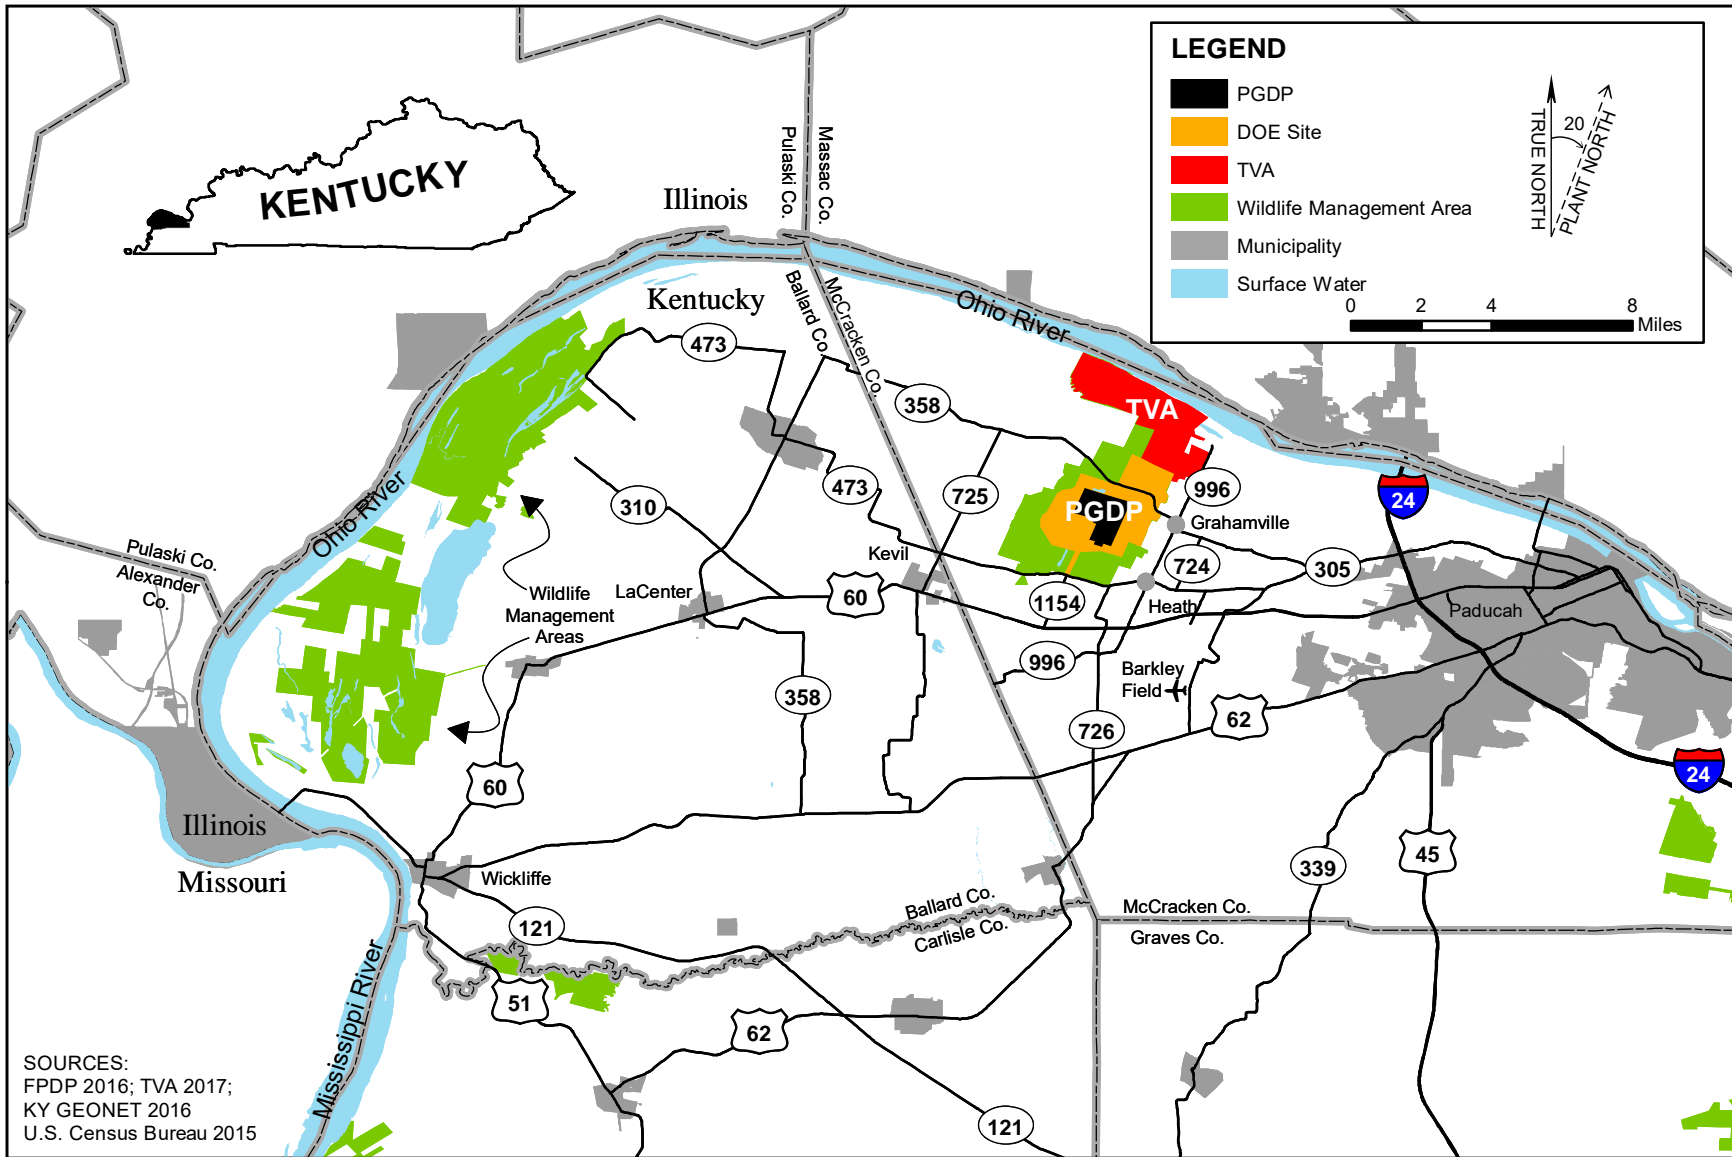 LEGEND
PGDP
DOE Site
TVA
Wildlife Management Area
Municipality
Surface Water
TRUE NORTH
20
PLANT NORTH
0 2 4 8
Miles
KENTUCKY
Pulaski Co.
Massac Co.
Illinois
Kentucky
Ballard Co.
McCracken Co.
Ohio River
473
358
TVA
473
725
PGDP
996
24
310
Ohio River
Grahamville
Kevil
724
305
Pulaski Co.
Alexander
Co.
Wildlife
Management
Areas
LaCenter
60
1154
Heath
Paducah
996
Barkley
Field
358
726
62
60
24
Illinois
Missouri
Wickliffe
339
45
121
Ballard Co.
Carlisle Co.
McCracken Co.
Graves Co.
Mississippi River
51
62
121
SOURCES:
FPDP 2016; TVA 2017;
KY GEONET 2016
U.S. Census Bureau 2015